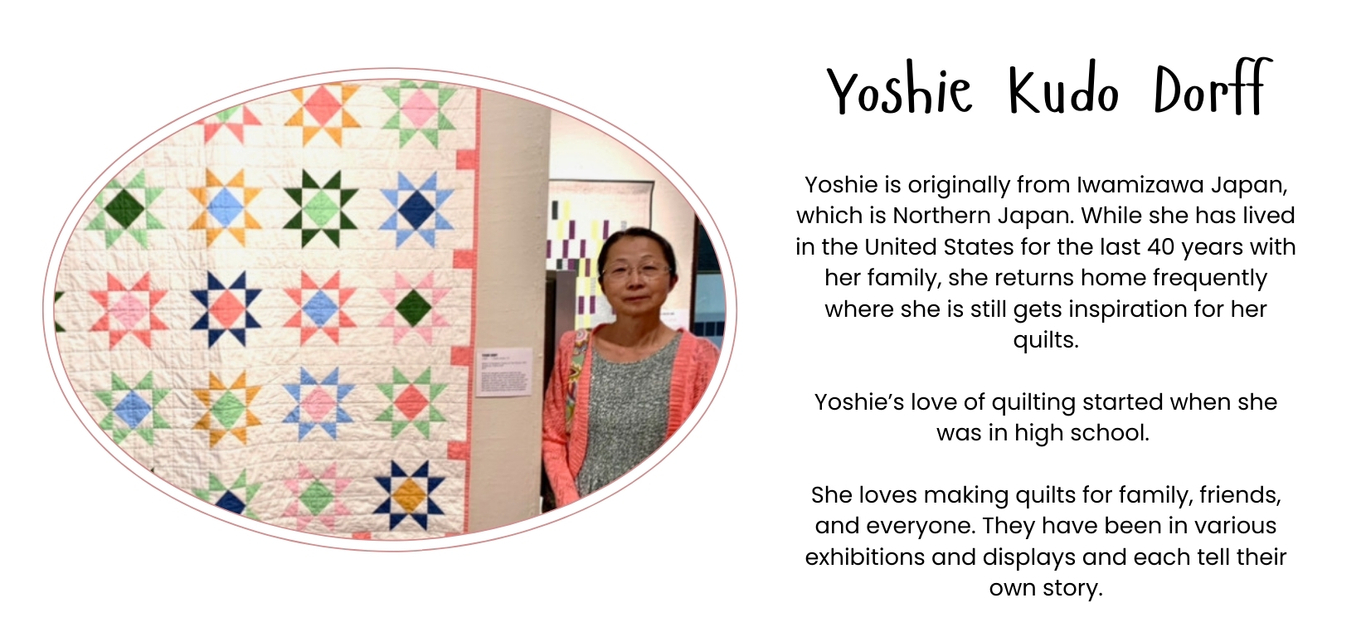 Yoshie Kudo Dorff
Yoshie is originally from Iwamizawa Japan,
which is Northern Japan. While she has lived
in the United States for the last 40 years with
her family, she returns home frequently
where she is still gets inspiration for her
quilts.
Yoshie’s love of quilting started when she
was in high school.
She loves making quilts for family, friends,
and everyone. They have been in various
exhibitions and displays and each tell their
own story.